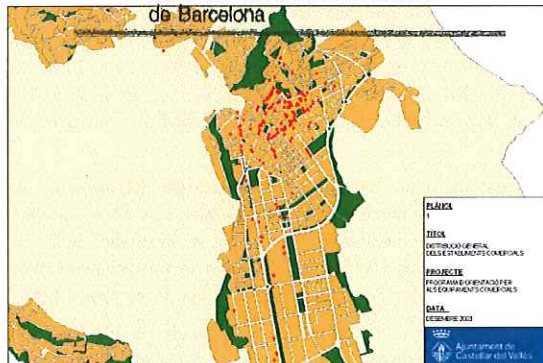 de Barcelona
PLÀNOL
1
TÍTOL
DISTRIBUCIÓ GENERAL
DELS ESTABLIMENTS COMERCIALS
PROJECTE
PROGRAMA D'ORIENTACIÓ PER
ALS EQUIPAMENTS COMERCIALS
DATA
DESEMBRE 2003
Ajuntament de
Castellar del Vallès